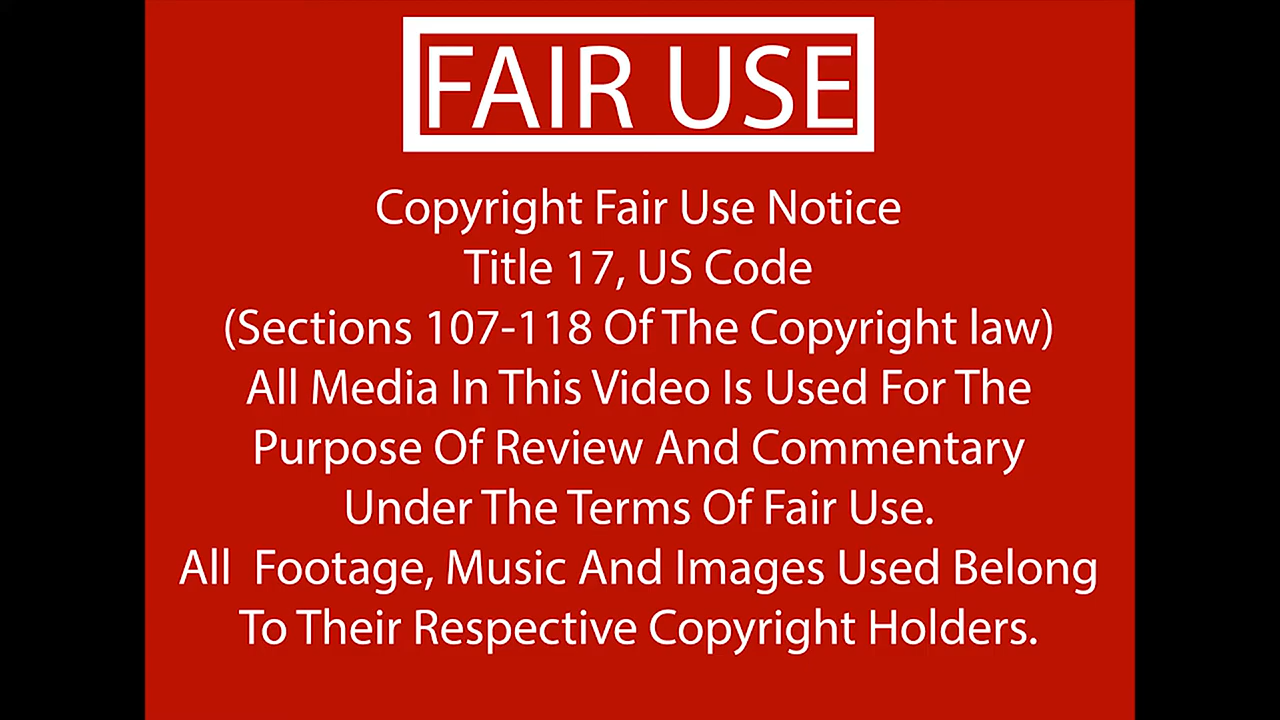 FAIR USE
Copyright Fair Use Notice
Title 17, US Code
(Sections 107-118 Of The Copyright law)
All Media In This Video Is Used For The
Purpose Of Review And Commentary
Under The Terms Of Fair Use.
All  Footage, Music And Images Used Belong
To Their Respective Copyright Holders.